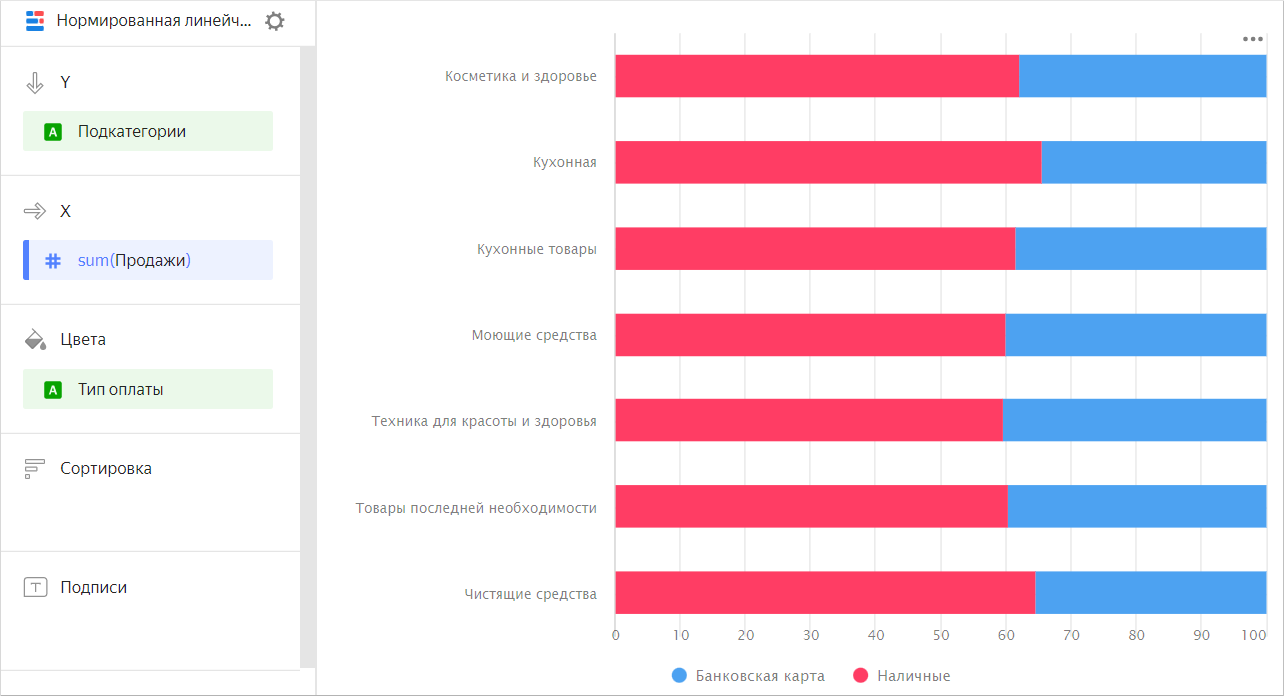 Нормированная линейч...
Y
A Подкатегории
X
# sum(Продажи)
Цвета
A Тип оплаты
Сортировка
T Подписи
Косметика и здоровье
Кухонная
Кухонные товары
Моющие средства
Техника для красоты и здоровья
Товары последней необходимости
Чистящие средства
0 10 20 30 40 50 60 70 80 90 100
Банковская карта Наличные